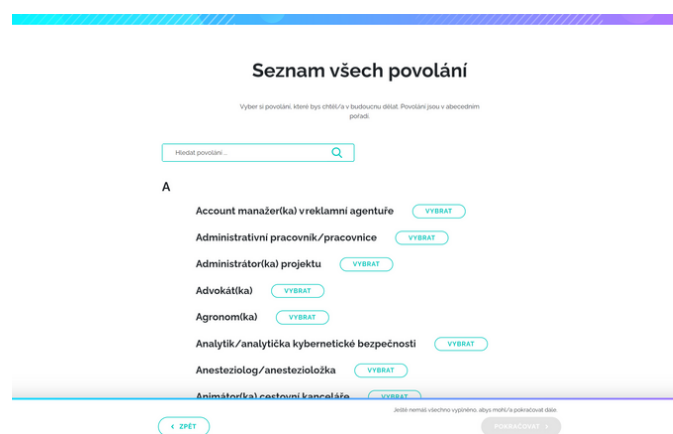 Seznam všech povolání
Vyber si povolání, které bys chtěl/a v budoucnu dělat. Povolání jsou v abecedním
pořadí.
Hledat povolání ...
A
Account manažer(ka) v reklamní agentuře VYBRAT
Administrativní pracovník/pracovnice VYBRAT
Administrátor(ka) projektu VYBRAT
Advokát(ka) VYBRAT
Agronom(ka) VYBRAT
Analytik/analytička kybernetické bezpečnosti VYBRAT
Anesteziolog/anestezioložka VYBRAT
Animátor(ka) cestovní kanceláře VYBRAT
Ještě nemáš všechno vyplněno, abys mohl/a pokračovat dále.
< ZPĚT
POKRAČOVAT >